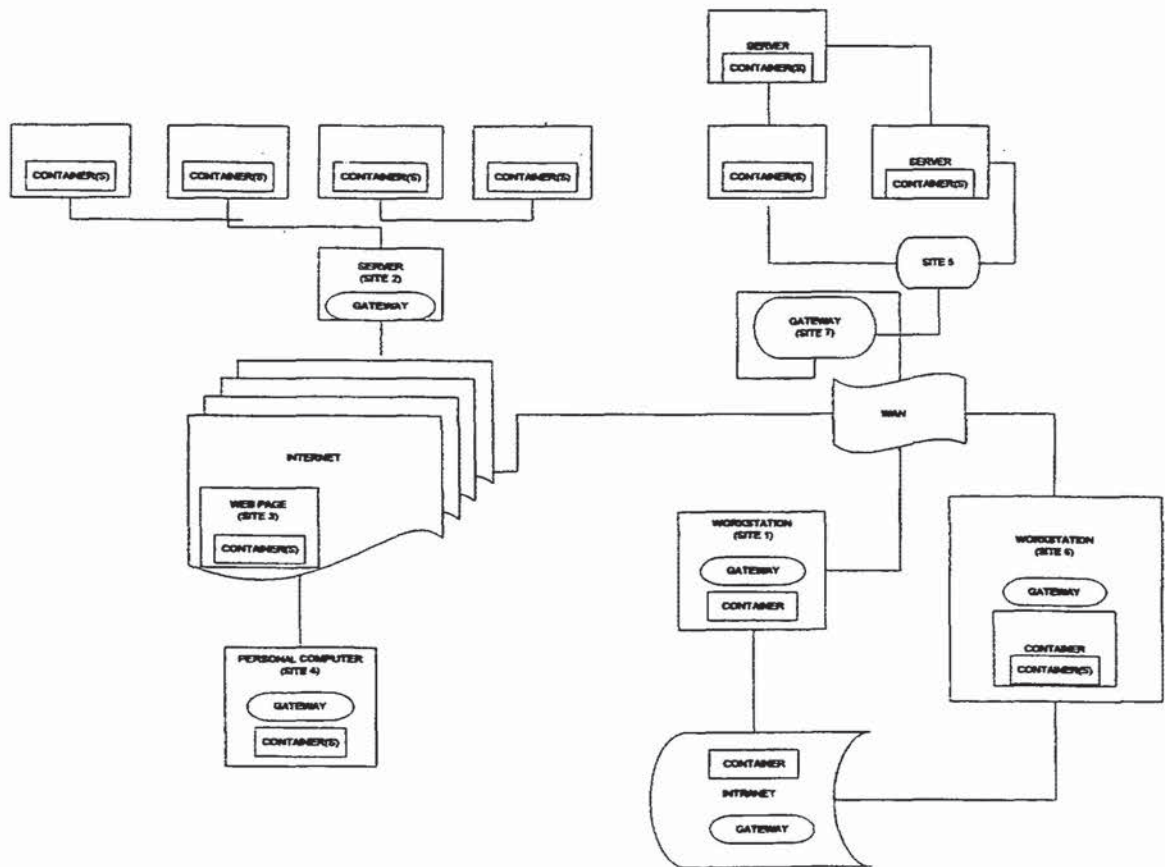 SERVER
CONTAINER(S)
CONTAINER(S)
CONTAINER(S)
CONTAINER(S)
CONTAINER(S)
CONTAINER(S)
SERVER
CONTAINER(S)
SERVER
(SITE 2)
GATEWAY
SITE 5
GATEWAY
(SITE 7)
WAN
INTERNET
WEB PAGE
(SITE 3)
CONTAINER(S)
WORKSTATION
(SITE 1)
GATEWAY
CONTAINER
WORKSTATION
(SITE 6)
GATEWAY
CONTAINER
CONTAINER(S)
PERSONAL COMPUTER
(SITE 4)
GATEWAY
CONTAINER(S)
CONTAINER
INTRANET
GATEWAY